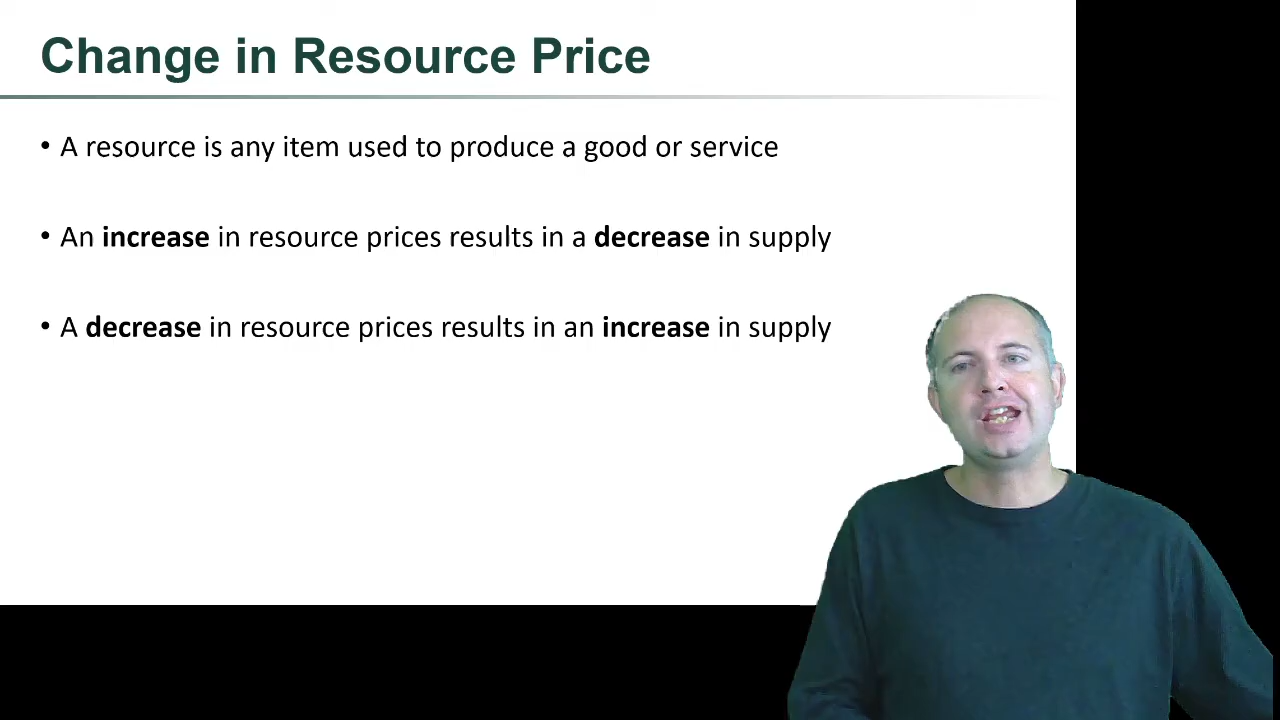 Change in Resource Price
• A resource is any item used to produce a good or service
• An increase in resource prices results in a decrease in supply
• A decrease in resource prices results in an increase in supply